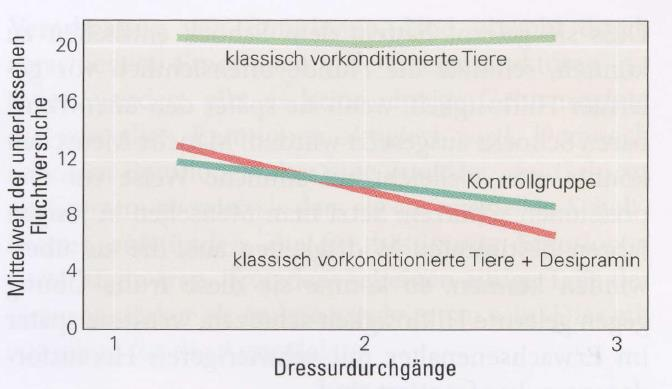 Mittelwert der unterlassenen
Fluchtversuche
20
16
12
8
4
0
klassisch vorkonditionierte Tiere
Kontrollgruppe
klassisch vorkonditionierte Tiere + Desipramin
1
2
3
Dressurdurchgänge